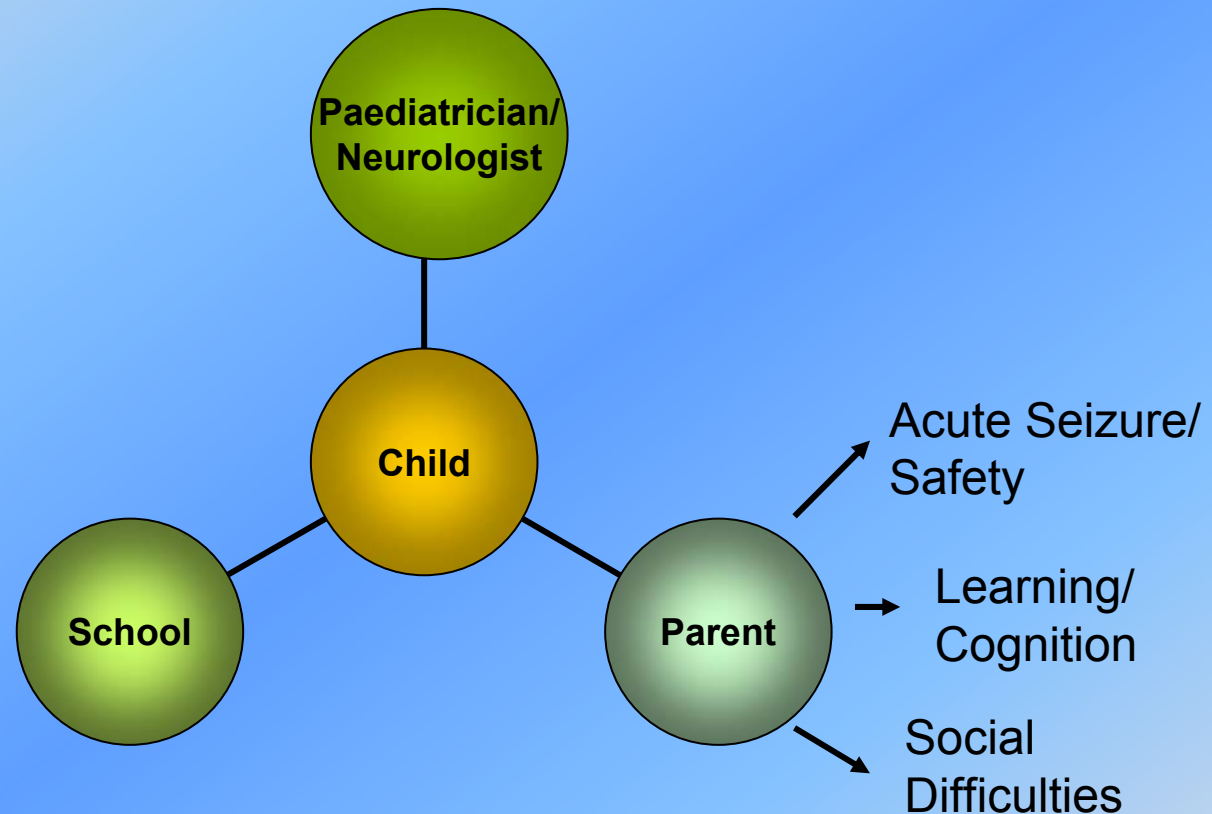 Paediatrician/
Neurologist
Child
School
Parent
Acute Seizure/
Safety
Learning/
Cognition
Social
Difficulties